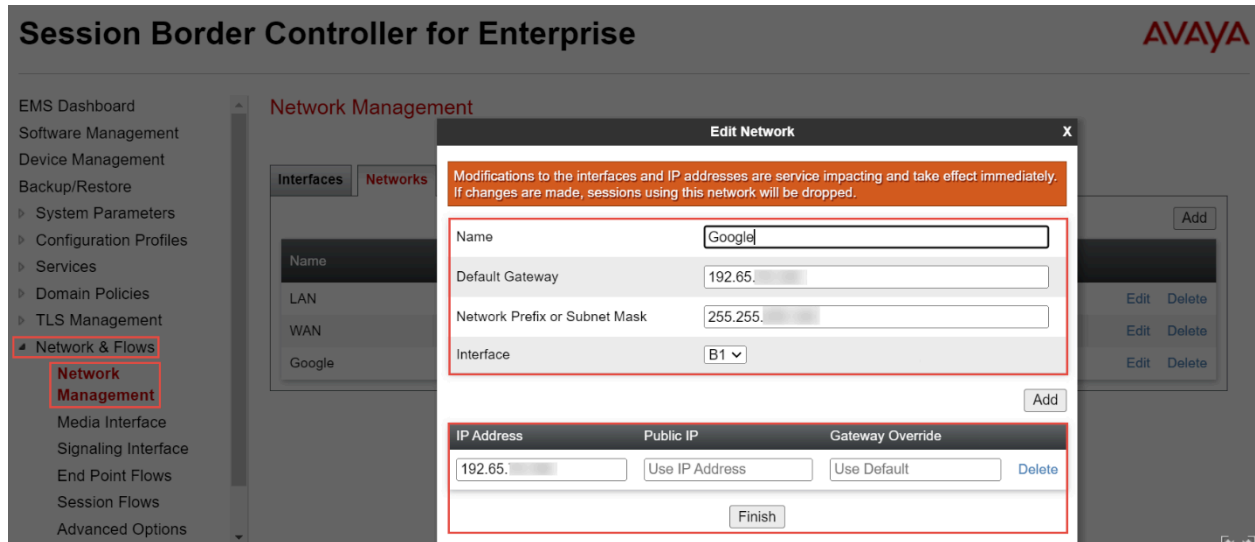 Session Border Controller for Enterprise
AVAYA
EMS Dashboard
Software Management
Device Management
Backup/Restore
System Parameters
Configuration Profiles
Services
Domain Policies
TLS Management
Network & Flows
Network
Management
Media Interface
Signaling Interface
End Point Flows
Session Flows
Advanced Options
Network Management
Interfaces Networks
Add
Name
LAN Edit Delete
WAN Edit Delete
Google Edit Delete
Edit Network X
Modifications to the interfaces and IP addresses are service impacting and take effect immediately.
If changes are made, sessions using this network will be dropped.
Name Google
Default Gateway 192.65.
Network Prefix or Subnet Mask 255.255.
Interface B1
Add
IP Address Public IP Gateway Override
192.65. Use IP Address Use Default Delete
Finish